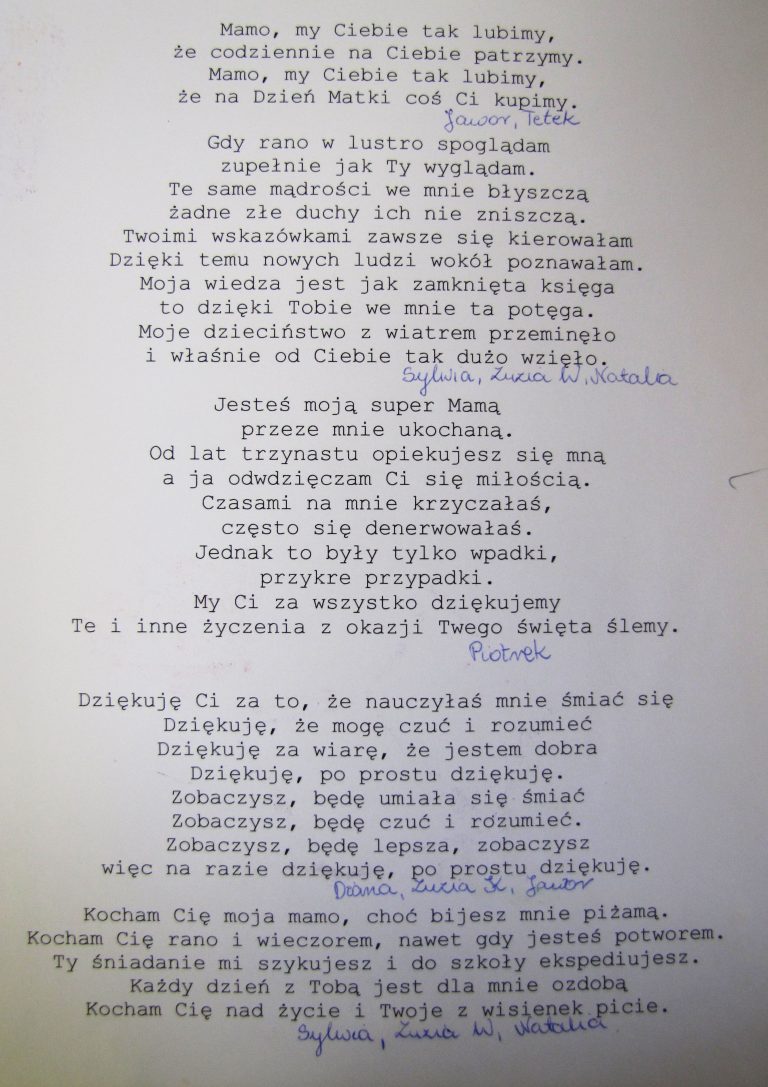 Mamo, my Ciebie tak lubimy,
że codziennie na Ciebie patrzymy.
Mamo, my Ciebie tak lubimy,
że na Dzień Matki coś Ci kupimy.
Jawor, Tetek
Gdy rano w lustro spoglądam
zupełnie jak Ty wyglądam.
Te same mądrości we mnie błyszczą
żadne złe duchy ich nie zniszczą.
Twoimi wskazówkami zawsze się kierowałam
Dzięki temu nowych ludzi wokół poznawałam.
Moja wiedza jest jak zamknięta księga
to dzięki Tobie we mnie ta potęga.
Moje dzieciństwo z wiatrem przeminęło
i właśnie od Ciebie tak dużo wzięło.
Sylwia, Zuzia W, Natalia
Jesteś moją super Mamą
przeze mnie ukochaną.
Od lat trzynastu opiekujesz się mną
a ja odwdzięczam Ci się miłością.
Czasami na mnie krzyczałaś,
często się denerwowałaś.
Jednak to były tylko wpadki,
przykre przypadki.
My Ci za wszystko dziękujemy
Te i inne życzenia z okazji Twego święta ślemy.
Piotrek
Dziękuję Ci za to, że nauczyłaś mnie śmiać się
Dziękuję, że mogę czuć i rozumieć
Dziękuję za wiarę, że jestem dobra
Dziękuję, po prostu dziękuję.
Zobaczysz, będę umiała się śmiać
Zobaczysz, będę czuć i rozumieć.
Zobaczysz, będę lepsza, zobaczysz
więc na razie dziękuję, po prostu dziękuję.
Diana, Zuzia K, Jawor
Kocham Cię moja mamo, choć bijesz mnie piżamą.
Kocham Cię rano i wieczorem, nawet gdy jesteś potworem.
Ty śniadanie mi szykujesz i do szkoły ekspediujesz.
Każdy dzień z Tobą jest dla mnie ozdobą
Kocham Cię nad życie i Twoje z wisienek picie.
Sylwia, Zuzia W, Natalia